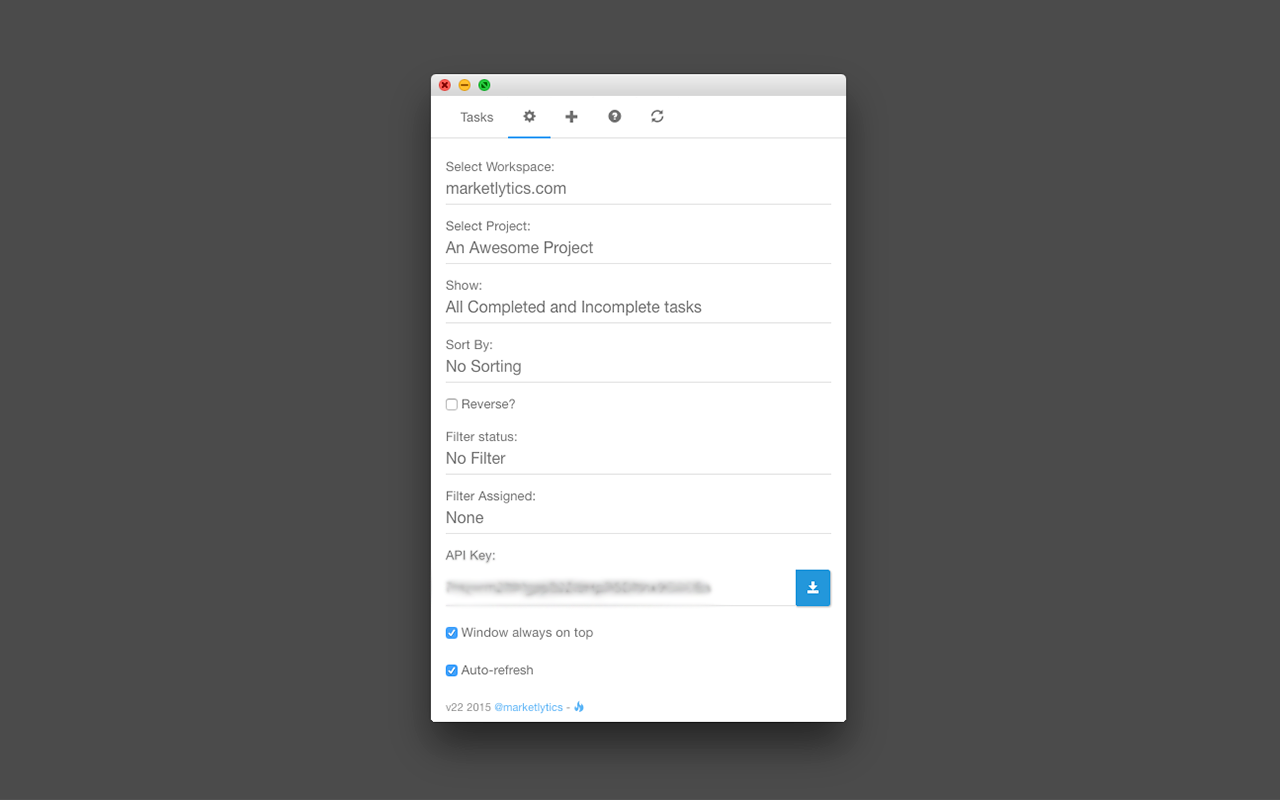 Tasks
Select Workspace:
marketlytics.com
Select Project:
An Awesome Project
Show:
All Completed and Incomplete tasks
Sort By:
No Sorting
Reverse?
Filter status:
No Filter
Filter Assigned:
None
API Key:
Window always on top
Auto-refresh
v22 2015 @marketlytics -